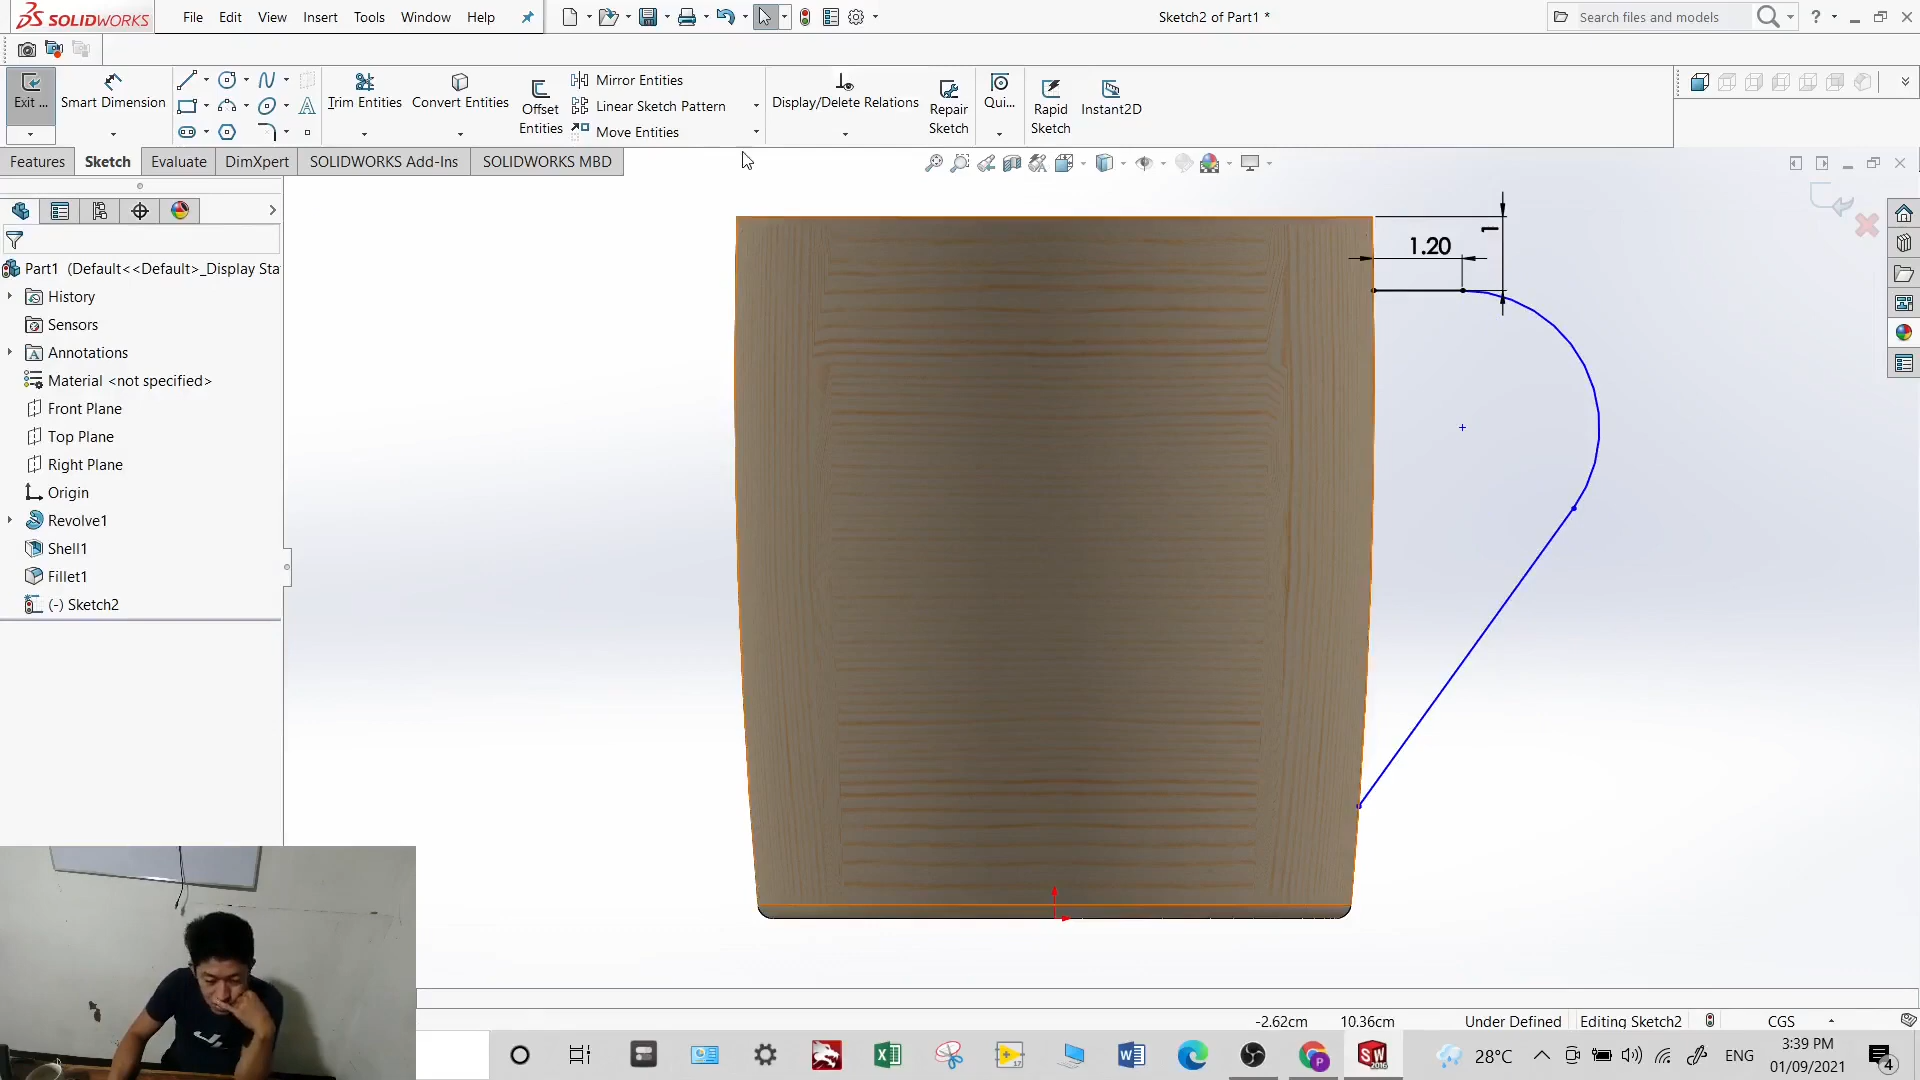 SOLIDWORKS
File Edit View Insert Tools Window Help
Sketch2 of Part1 *
Search files and models
Exit ...
Smart Dimension
Trim Entities
Convert Entities
Offset Entities
Mirror Entities
Linear Sketch Pattern
Move Entities
Display/Delete Relations
Repair Sketch
Qui...
Rapid Sketch
Instant2D
Features Sketch Evaluate DimXpert SOLIDWORKS Add-Ins SOLIDWORKS MBD
Part1 (Default<<Default>_Display Sta
History
Sensors
Annotations
Material <not specified>
Front Plane
Top Plane
Right Plane
Origin
Revolve1
Shell1
Fillet1
(-) Sketch2
1.20
1
-2.62cm 10.36cm Under Defined Editing Sketch2 CGS
28°C ENG
3:39 PM
01/09/2021
4
SW
2016